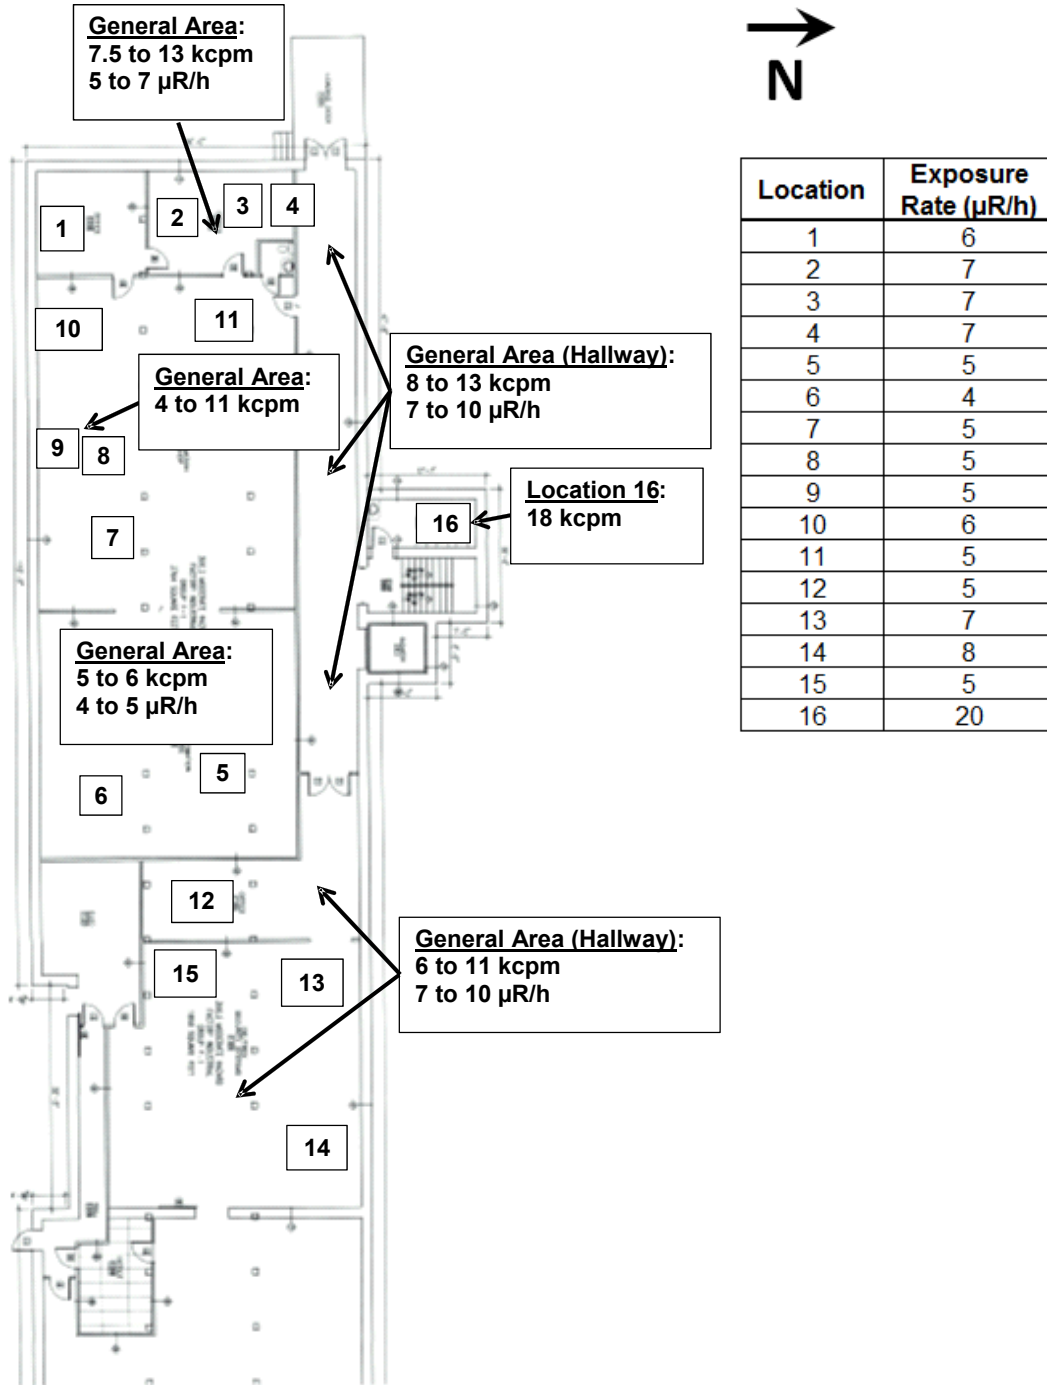 General Area:
7.5 to 13 kcpm
5 to 7 µR/h
N
Location Exposure Rate (µR/h)
1 6
2 7
3 7
4 7
5 5
6 4
7 5
8 5
9 5
10 6
11 5
12 5
13 7
14 8
15 5
16 20
1
2
3
4
10
11
General Area (Hallway):
8 to 13 kcpm
7 to 10 µR/h
General Area:
4 to 11 kcpm
9
8
Location 16:
18 kcpm
16
7
General Area:
5 to 6 kcpm
4 to 5 µR/h
5
6
12
General Area (Hallway):
6 to 11 kcpm
7 to 10 µR/h
15
13
14